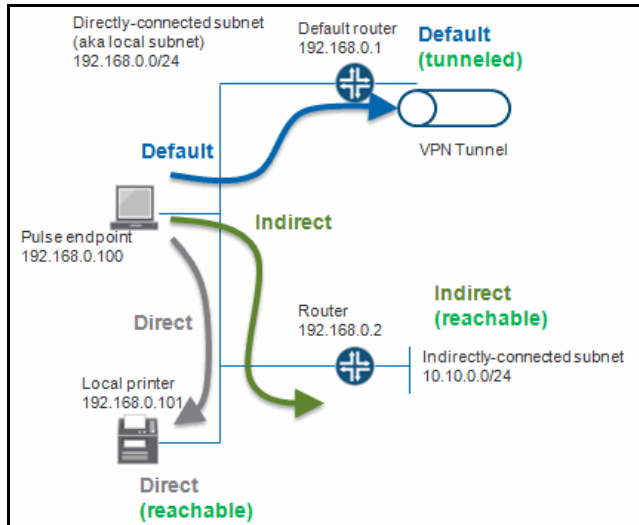 Directly-connected subnet
(aka local subnet)
192.168.0.0/24
Default router
192.168.0.1
Default
(tunneled)
VPN Tunnel
Default
Pulse endpoint
192.168.0.100
Indirect
Direct
Router
192.168.0.2
Indirect
(reachable)
Indirectly-connected subnet
10.10.0.0/24
Local printer
192.168.0.101
Direct
(reachable)